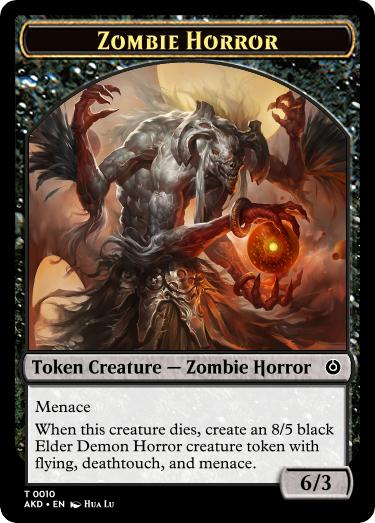 Zombie Horror
Token Creature — Zombie Horror
Menace
When this creature dies, create an 8/5 black
Elder Demon Horror creature token with
flying, deathtouch, and menace.
6/3
T 0010
AKD • EN Hua Lu